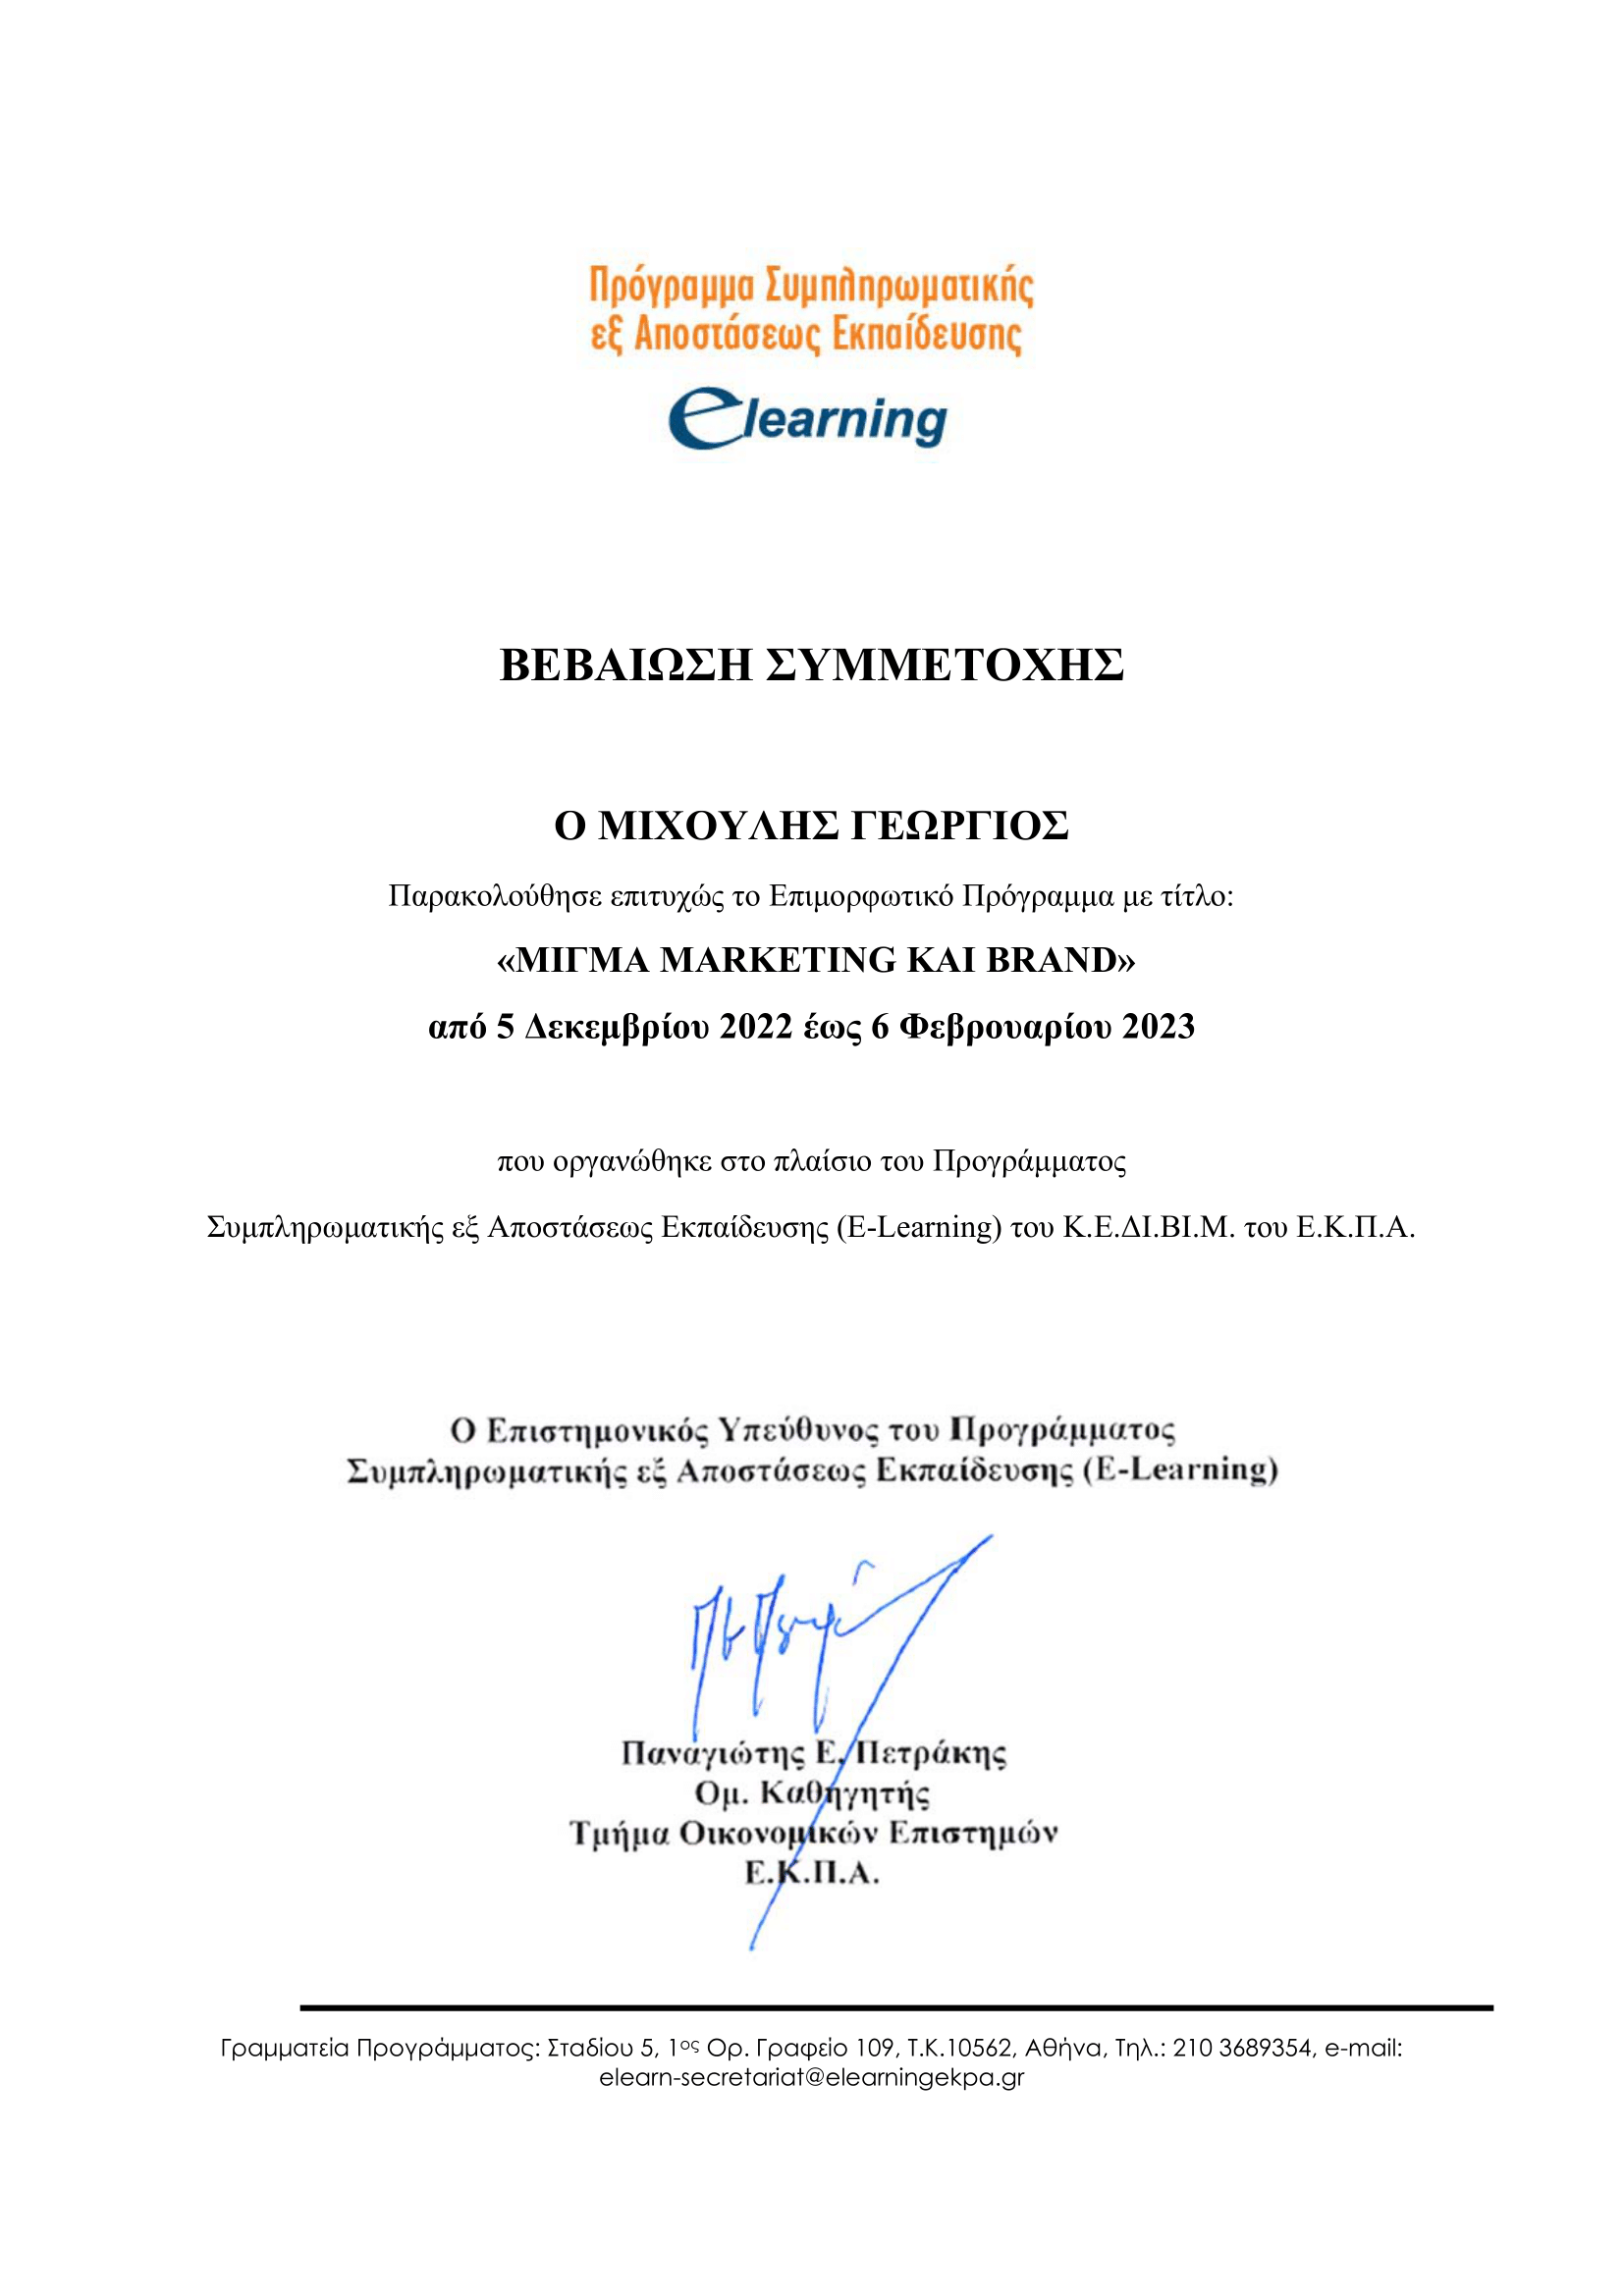 Πρόγραμμα Συμπληρωματικής
εξ Αποστάσεως Εκπαίδευσης
elearning
ΒΕΒΑΙΩΣΗ ΣΥΜΜΕΤΟΧΗΣ
Ο ΜΙΧΟΥΛΗΣ ΓΕΩΡΓΙΟΣ
Παρακολούθησε επιτυχώς το Επιμορφωτικό Πρόγραμμα με τίτλο:
«ΜΙΓΜΑ MARKETING ΚΑΙ BRAND»
από 5 Δεκεμβρίου 2022 έως 6 Φεβρουαρίου 2023
που οργανώθηκε στο πλαίσιο του Προγράμματος
Συμπληρωματικής εξ Αποστάσεως Εκπαίδευσης (E-Learning) του Κ.Ε.ΔΙ.ΒΙ.Μ. του Ε.Κ.Π.Α.
Ο Επιστημονικός Υπεύθυνος του Προγράμματος
Συμπληρωματικής εξ Αποστάσεως Εκπαίδευσης (E-Learning)
Παναγιώτης Ε. Πετράκης
Ομ. Καθηγητής
Τμήμα Οικονομικών Επιστημών
Ε.Κ.Π.Α.
Γραμματεία Προγράμματος: Σταδίου 5, 1ος Ορ. Γραφείο 109, Τ.Κ.10562, Αθήνα, Τηλ.: 210 3689354, e-mail:
elearn-secretariat@elearningekpa.gr